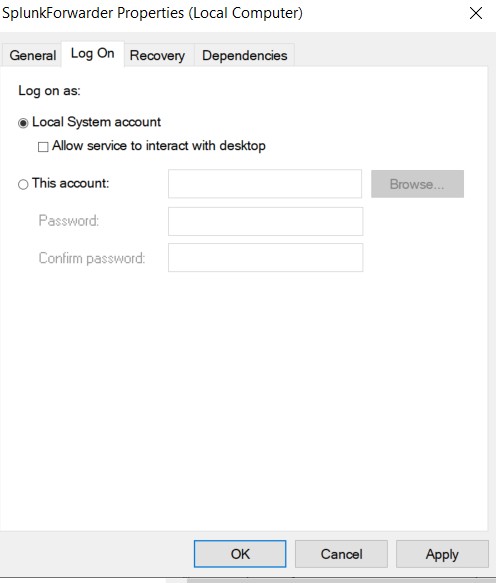 SplunkForwarder Properties (Local Computer)
General Log On Recovery Dependencies
Log on as:
Local System account
Allow service to interact with desktop
This account:
Browse...
Password:
Confirm password:
OK Cancel Apply